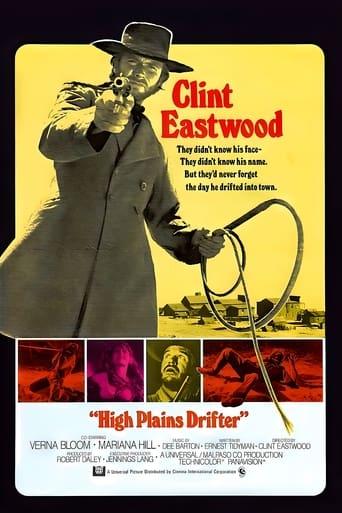 Clint
Eastwood
They didn't know his face-
They didn't know his name.
But they'd never forget
the day he drifted into town.
"High Plains Drifter"
CO-STARRING
VERNA BLOOM • MARIANA HILL
MUSIC BY
DEE BARTON
WRITTEN BY
ERNEST TIDYMAN
DIRECTED BY
CLINT EASTWOOD
PRODUCED BY
ROBERT DALEY
EXECUTIVE PRODUCER
JENNINGS LANG
A UNIVERSAL / MALPASO CO PRODUCTION
TECHNICOLOR® PANAVISION®
A Universal Picture Distributed by Cinema International Corporation